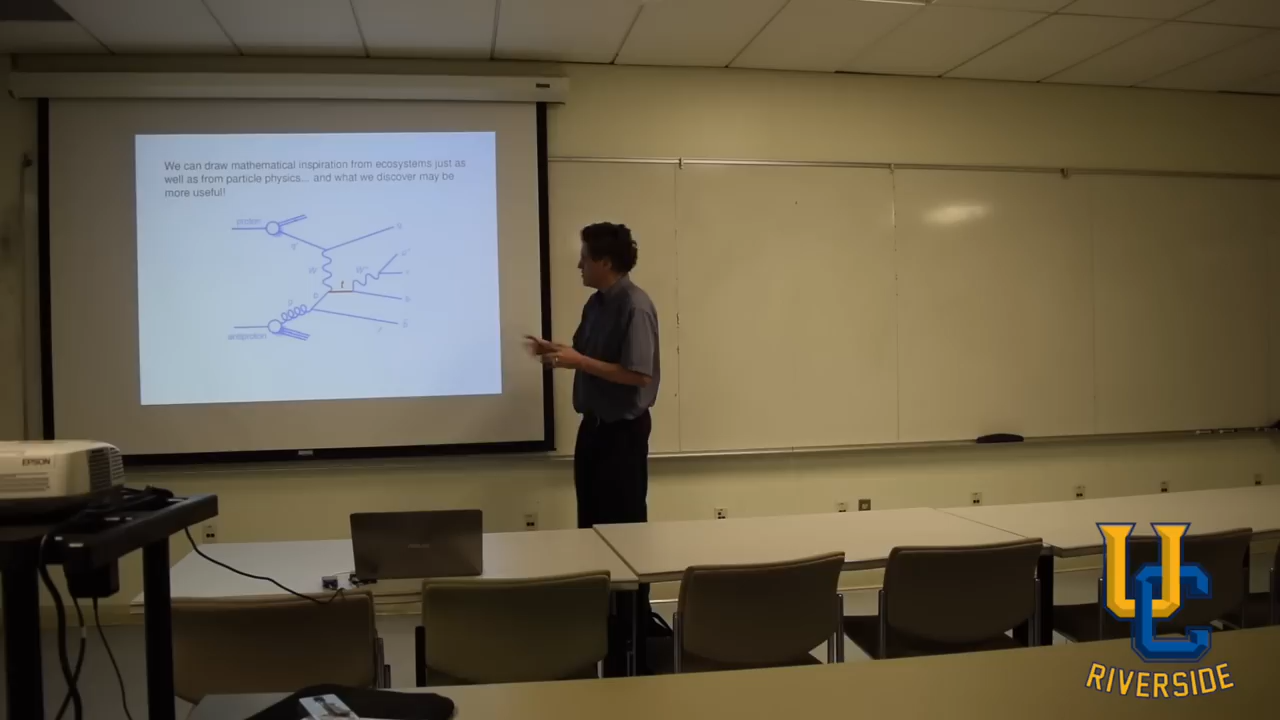 We can draw mathematical inspiration from ecosystems just as
well as from particle physics... and what we discover may be
more useful!
proton
q
W
t
b
g
antiproton
EPSON
UC
RIVERSIDE